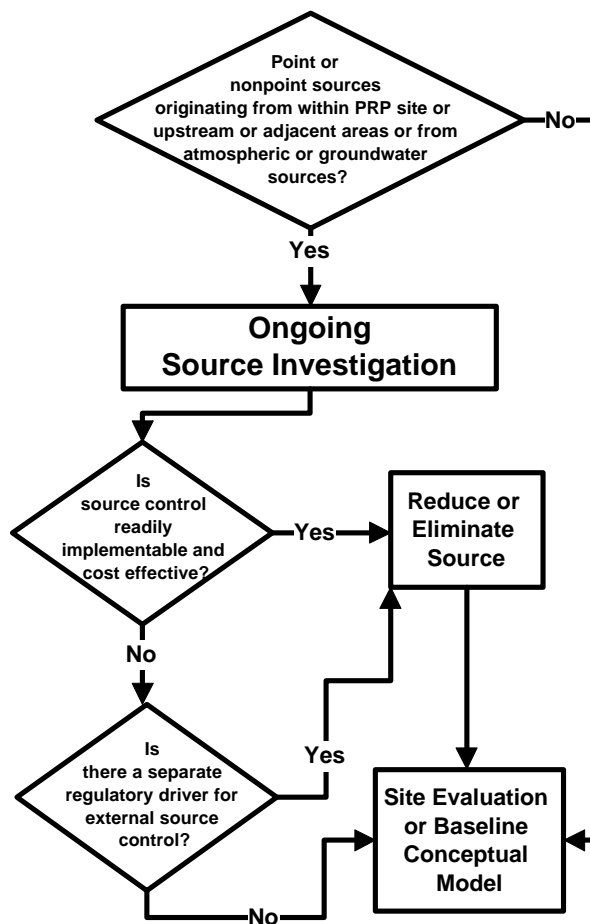 Point or
nonpoint sources
originating from within PRP site or
upstream or adjacent areas or from
atmospheric or groundwater
sources?
No
Yes
Ongoing
Source Investigation
Is
source control
readily
implementable and
cost effective?
Yes
Reduce or
Eliminate
Source
No
Is
there a separate
regulatory driver for
external source
control?
Yes
Site Evaluation
or Baseline
Conceptual
Model
No